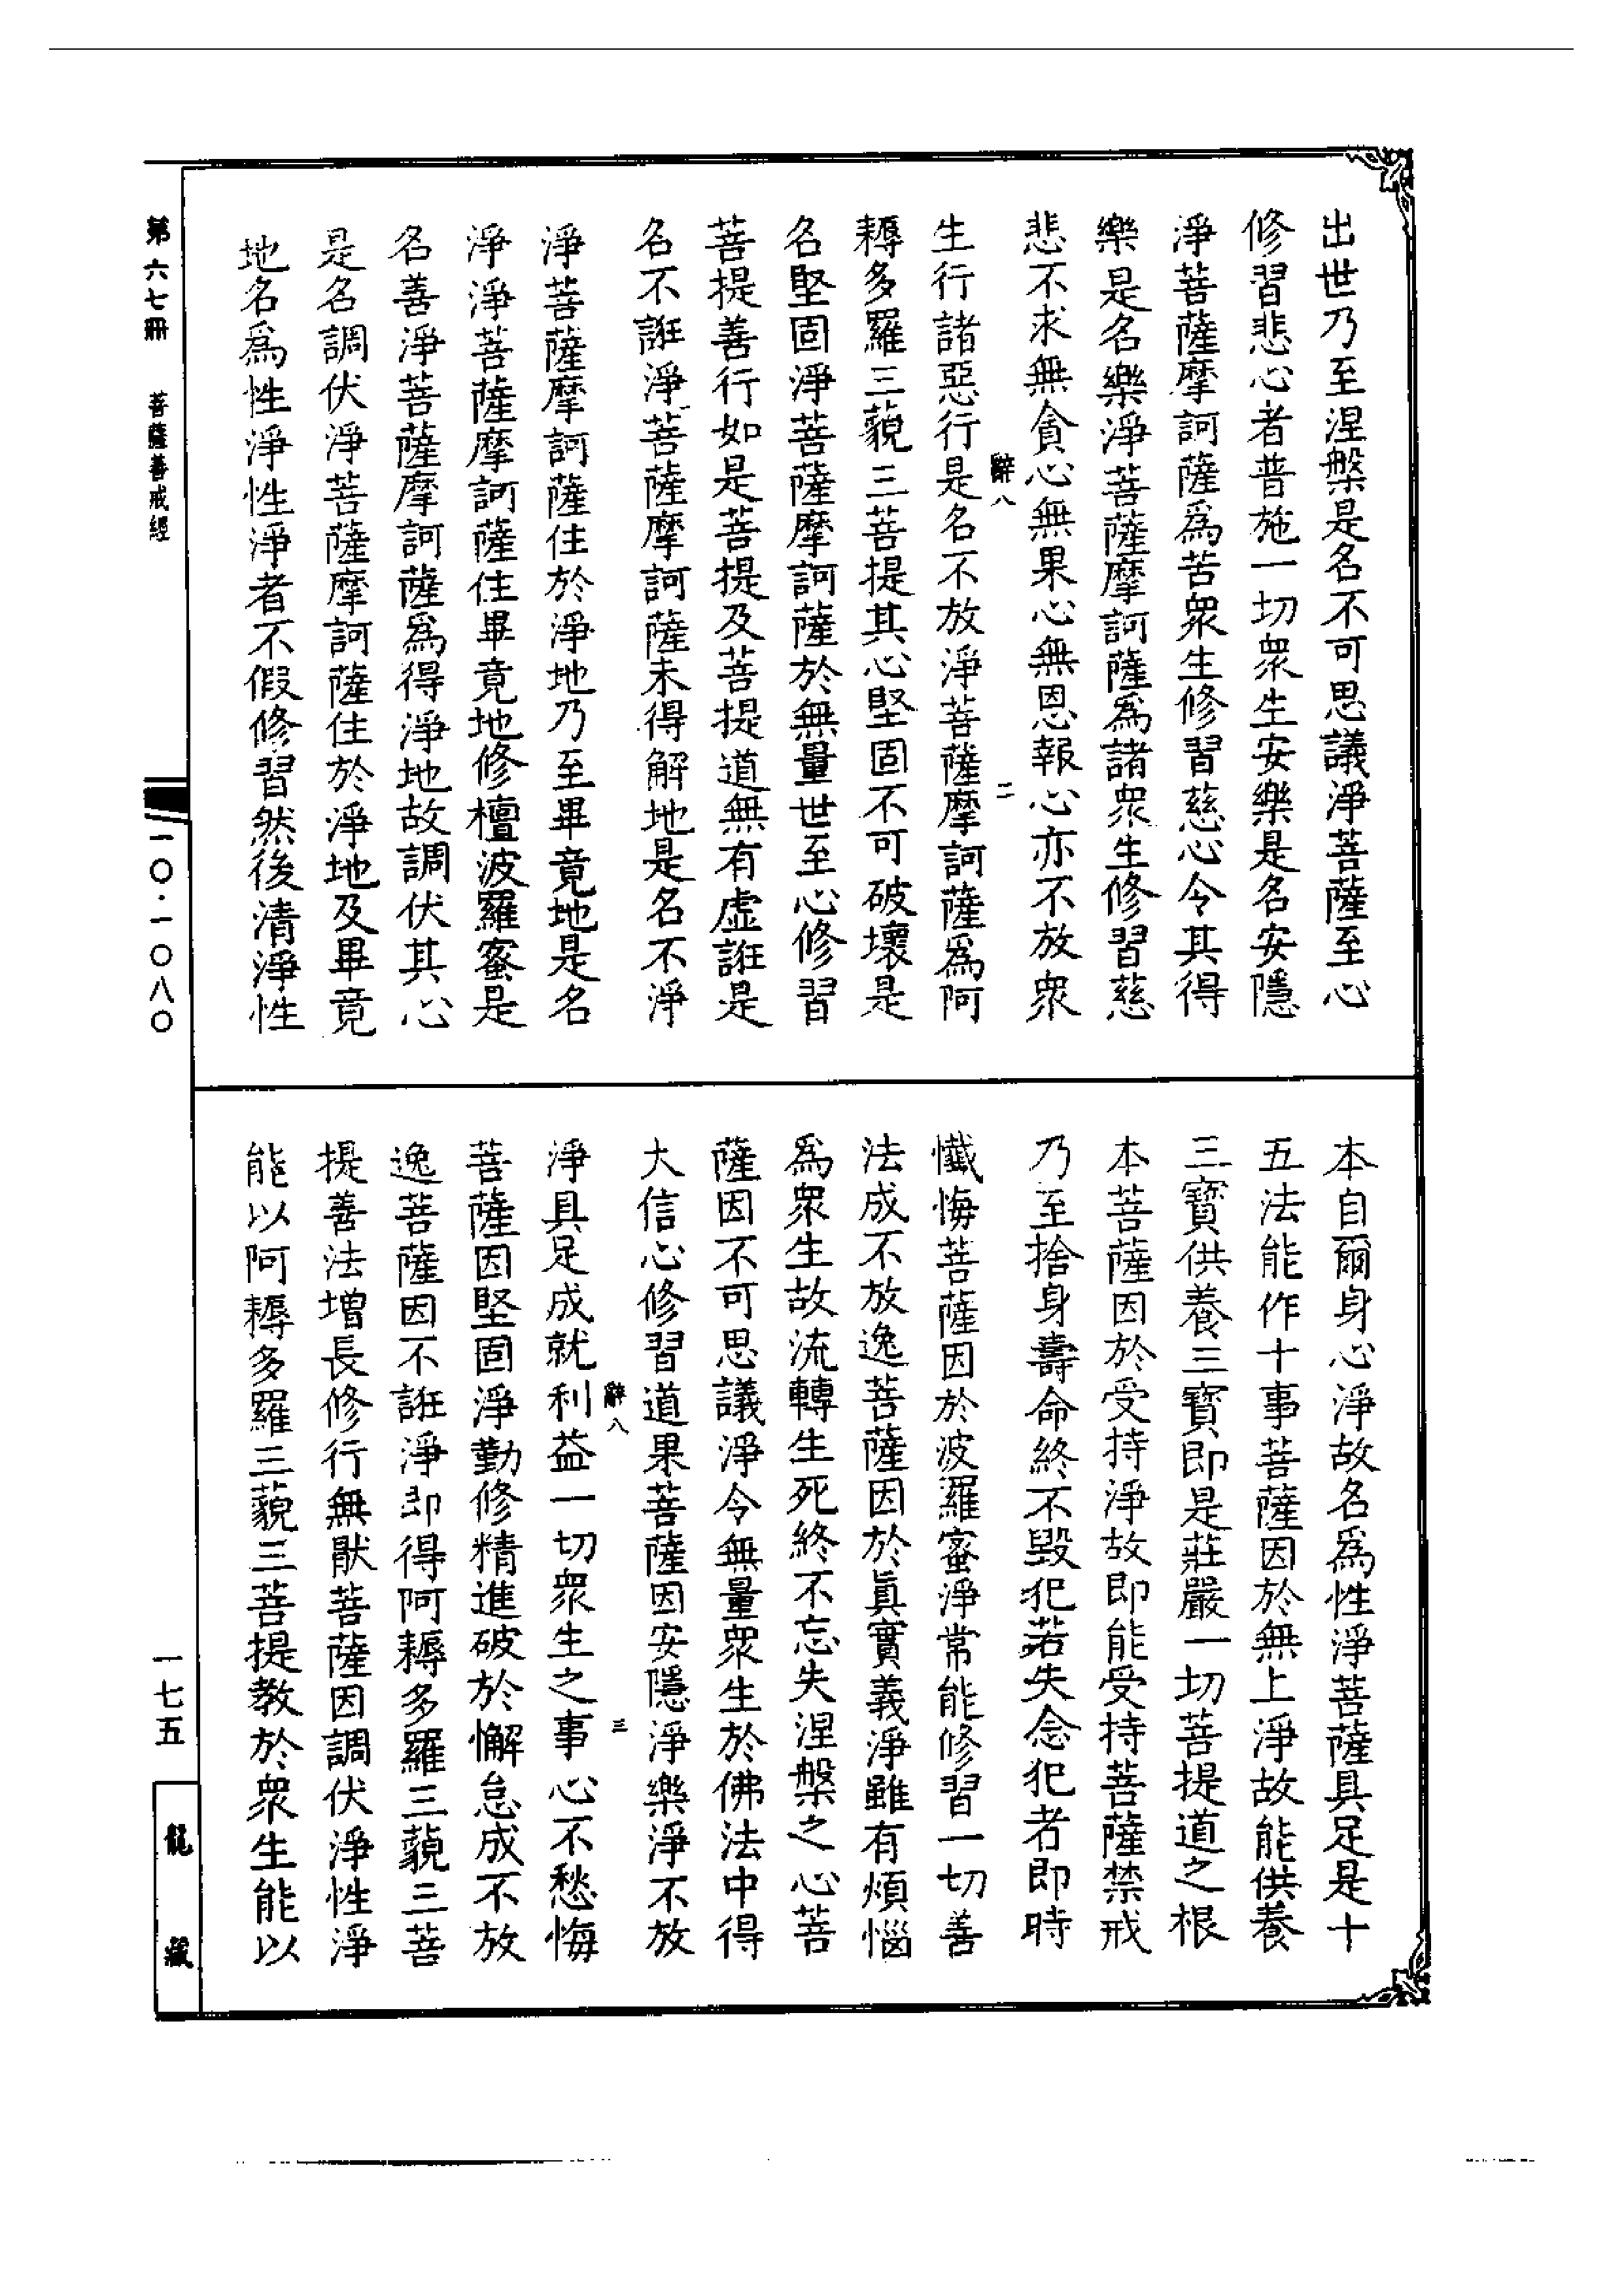 出世乃至涅槃是名不可思議淨菩薩至心
修習悲心者普施一切眾生安樂是名安隱
淨菩薩摩訶薩為苦眾生修習慈心令其得
樂是名樂淨菩薩摩訶薩為諸眾生修習慈
悲不求無貪心無果心無恩報心亦不放眾
辭八
二
生行諸惡行是名不放淨菩薩摩訶薩為阿
耨多羅三藐三菩提其心堅固不可破壞是
名堅固淨菩薩摩訶薩於無量世至心修習
菩提善行如是菩提及菩提道無有虛誑是
名不誑淨菩薩摩訶薩未得解地是名不淨
淨菩薩摩訶薩住於淨地乃至畢竟地是名
淨淨菩薩摩訶薩住畢竟地修檀波羅蜜是
名善淨菩薩摩訶薩為得淨地故調伏其心
是名調伏淨菩薩摩訶薩住於淨地及畢竟
地名為性淨性淨者不假修習然後清淨性
本自爾身心淨故名為性淨菩薩具足是十
五法能作十事菩薩因於無上淨故能供養
三寶供養三寶即是莊嚴一切菩提道之根
本菩薩因於受持淨故即能受持菩薩禁戒
乃至捨身壽命終不毀犯若失念犯者即時
懺悔菩薩因於波羅蜜淨常能修習一切善
法成不放逸菩薩因於眞實義淨雖有煩惱
為眾生故流轉生死終不忘失涅槃之心菩
薩因不可思議淨令無量眾生於佛法中得
大信心修習道果菩薩因安隱淨樂淨不放
辭八
三
淨具足成就利益一切眾生之事心不愁悔
菩薩因堅固淨勤修精進破於懈怠成不放
逸菩薩因不誑淨即得阿耨多羅三藐三菩
提善法增長修行無猒菩薩因調伏淨性淨
能以阿耨多羅三藐三菩提教於眾生能以
第六七冊
菩薩善戒經
一〇·一〇八〇
一七五
龍藏